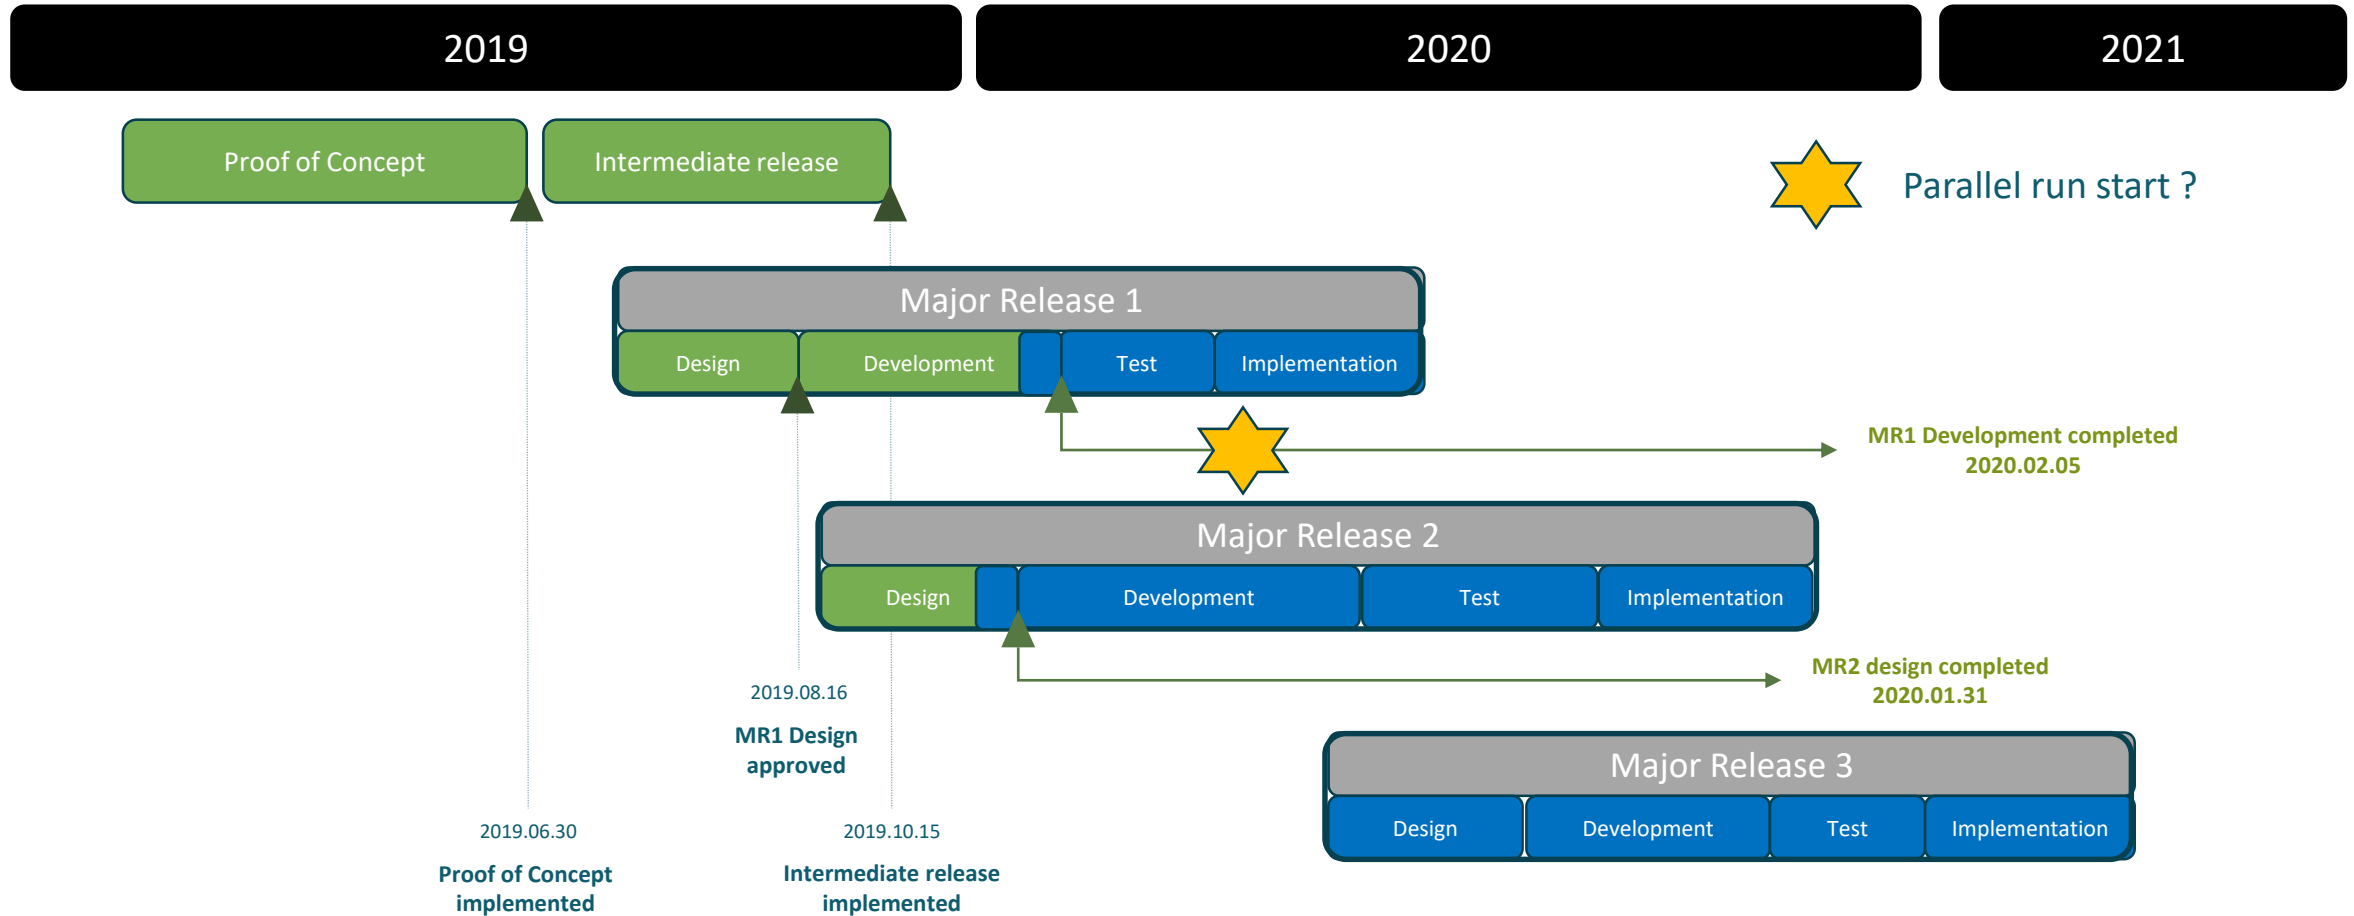 2019
2020
2021
Proof of Concept
Intermediate release
Parallel run start ?
Major Release 1
Design
Development
Test
Implementation
MR1 Development completed
2020.02.05
Major Release 2
Design
Development
Test
Implementation
MR2 design completed
2020.01.31
2019.08.16
MR1 Design
approved
Major Release 3
Design
Development
Test
Implementation
2019.06.30
Proof of Concept
implemented
2019.10.15
Intermediate release
implemented